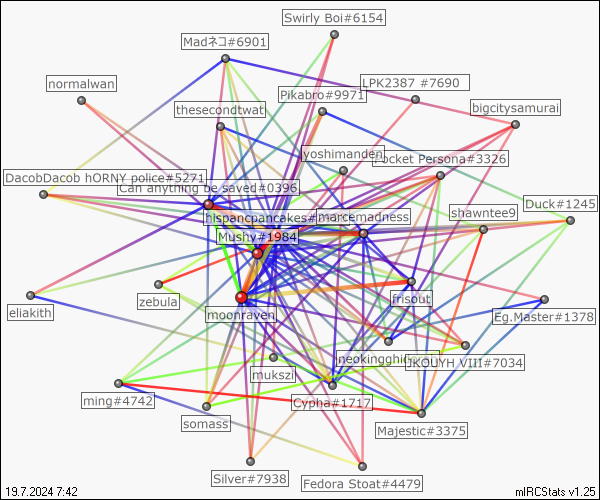 Swirly Boi#6154
Madネコ#6901
normalwan
LPK2387 #7690
Pikabro#9971
bigcitysamurai
thesecondtwat
yoshimanden
Pocket Persona#3326
DacobDacob hORNY police#5271
Can anything be saved#0396
Duck#1245
shawntee9
hispancpancakes#
marcemadness
Mushy#1984
eliakith
zebula
moonraven
frisout
Eg.Master#1378
neokingghi
JKOUYH VIII#7034
mukszil
ming#4742
somass
Cypha#1717
Majestic#3375
Silver#7938
Fedora Stoat#4479
19.7.2024 7:42
mIRCStats v1.25